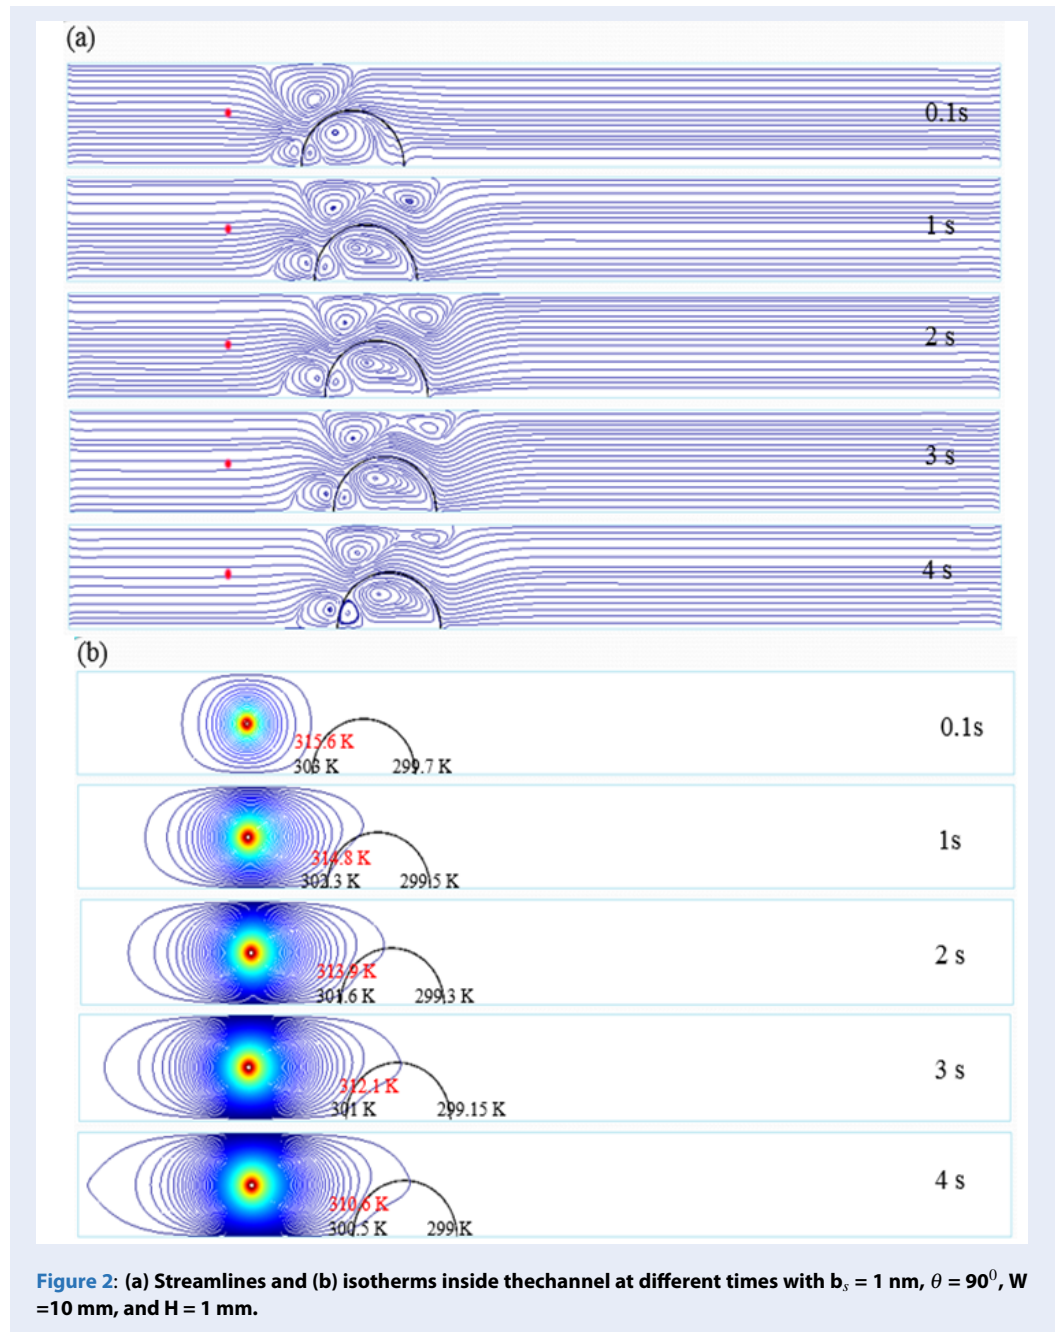 (a)
0.1s
1 s
2 s
3 s
4 s
(b)
315.6 K
303 K 299.7 K
0.1s
314.8 K
302.3 K 299.5 K
1s
313.9 K
301.6 K 299.3 K
2 s
312.1 K
301 K 299.15 K
3 s
310.6 K
300.5 K 299 K
4 s
Figure 2: (a) Streamlines and (b) isotherms inside thechannel at different times with bₛ = 1 nm, θ = 90⁰, W
=10 mm, and H = 1 mm.